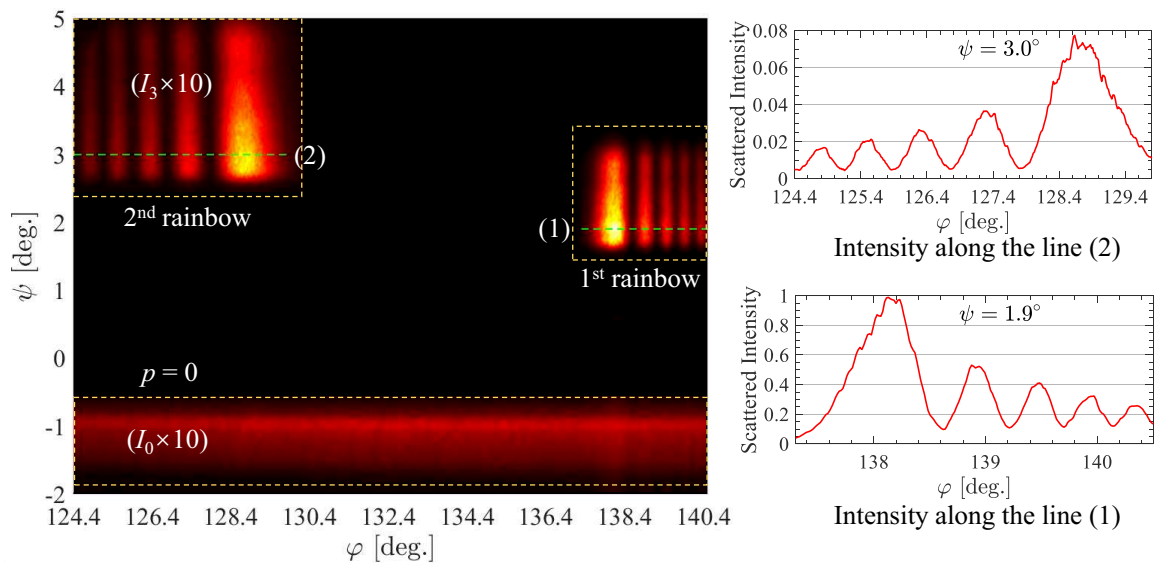 5
4
3
2
1
0
-1
-2
ψ [deg.]
(I₃×10)
(2)
2nd rainbow
(1)
1st rainbow
p = 0
(I₀×10)
124.4 126.4 128.4 130.4 132.4 134.4 136.4 138.4 140.4
φ [deg.]
0.08
0.06
0.04
0.02
0
Scattered Intensity
ψ = 3.0°
124.4 125.4 126.4 127.4 128.4 129.4
φ [deg.]
Intensity along the line (2)
1
0.8
0.6
0.4
0.2
0
Scattered Intensity
ψ = 1.9°
138 139 140
φ [deg.]
Intensity along the line (1)